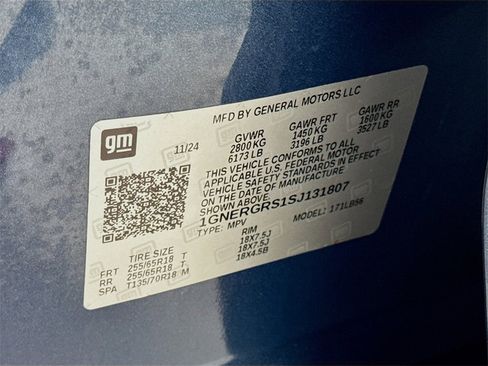 gm
MFD BY GENERAL MOTORS LLC
11/24 GVWR GAWR FRT GAWR RR
2800 KG 1450 KG 1600 KG
6173 LB 3196 LB 3527 LB
THIS VEHICLE CONFORMS TO ALL
APPLICABLE U.S. FEDERAL MOTOR
VEHICLE SAFETY STANDARDS IN EFFECT
ON THE DATE OF MANUFACTURE
1GNERGRS1SJ131807
TYPE: MPV MODEL: 171LB56
TIRE SIZE RIM
FRT 255/65R18 T 18X7.5J
RR 255/65R18 T 18X7.5J
SPA T135/70R18 M 18X4.5B